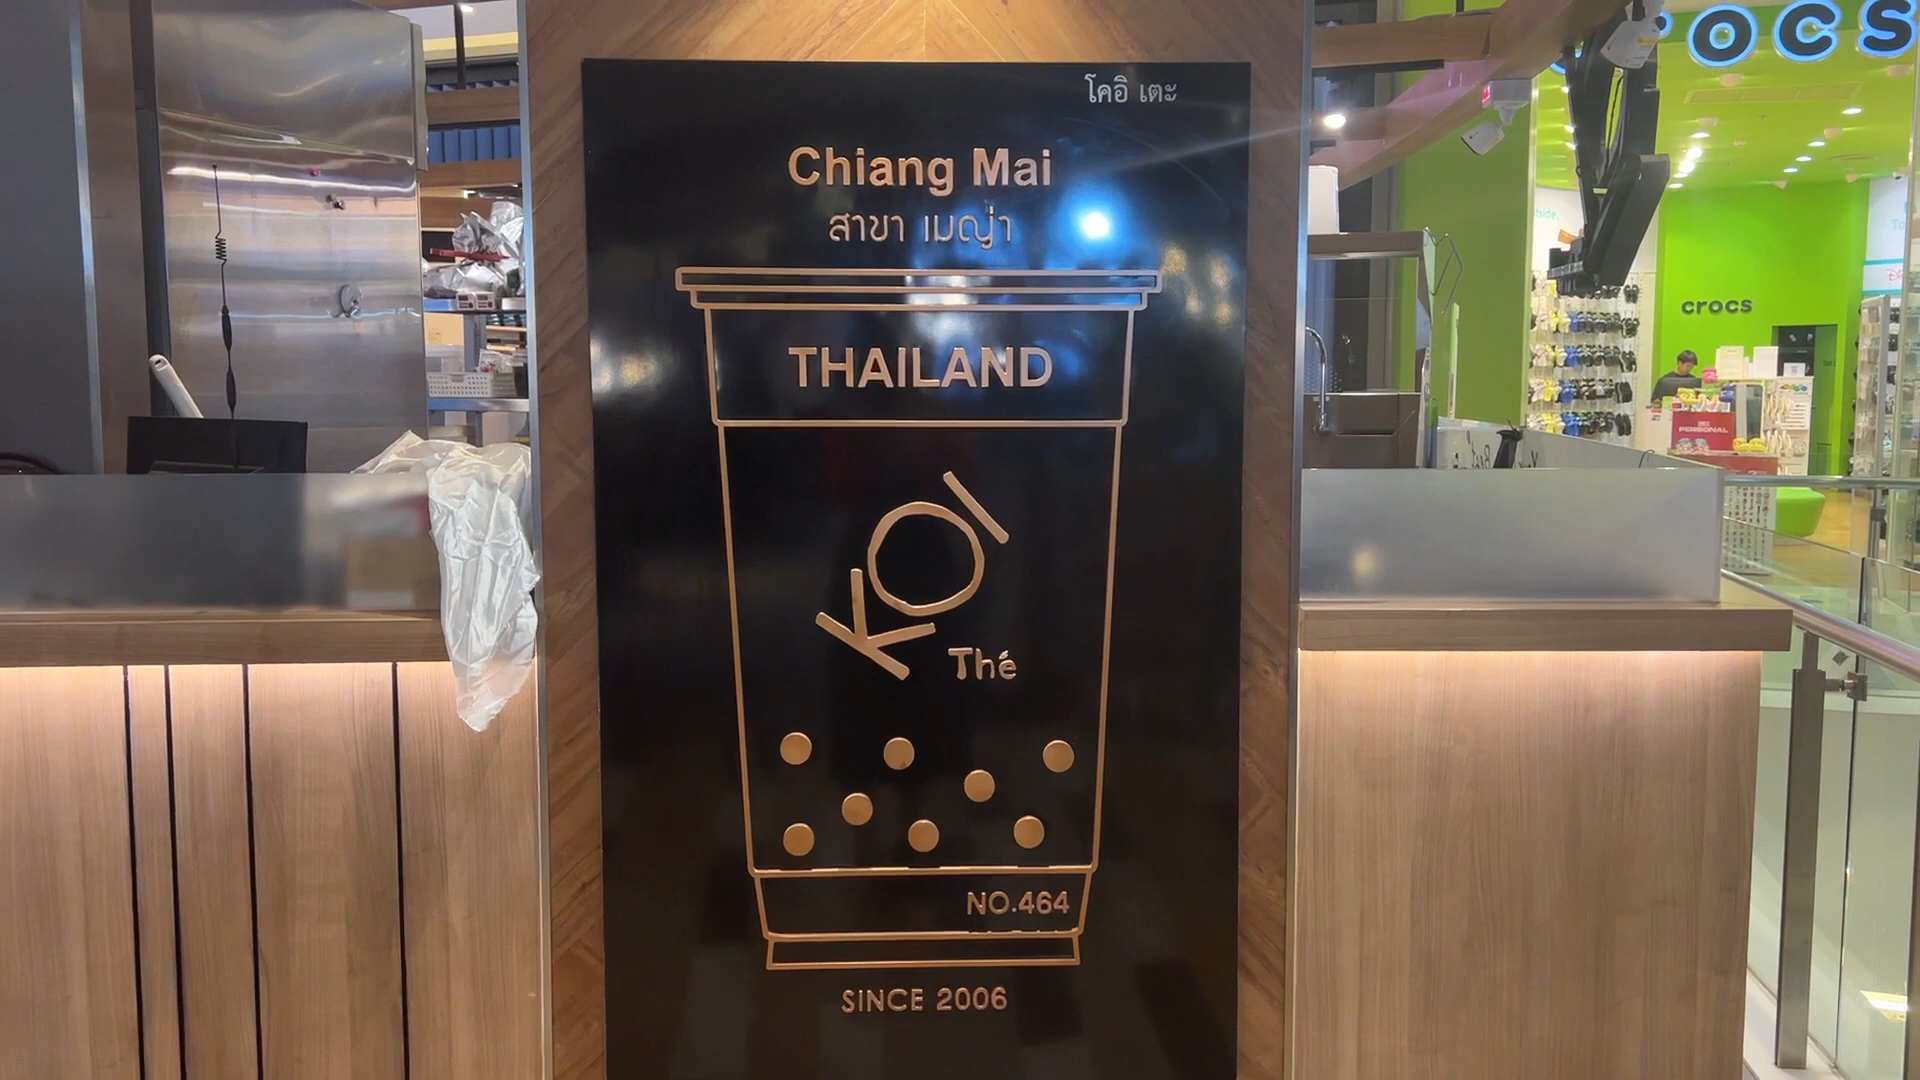 โคอิ เตะ
Chiang Mai
สาขา เมญ่า
THAILAND
KOI
Thé
NO.464
SINCE 2006
crocs
crocs
PERSONAL